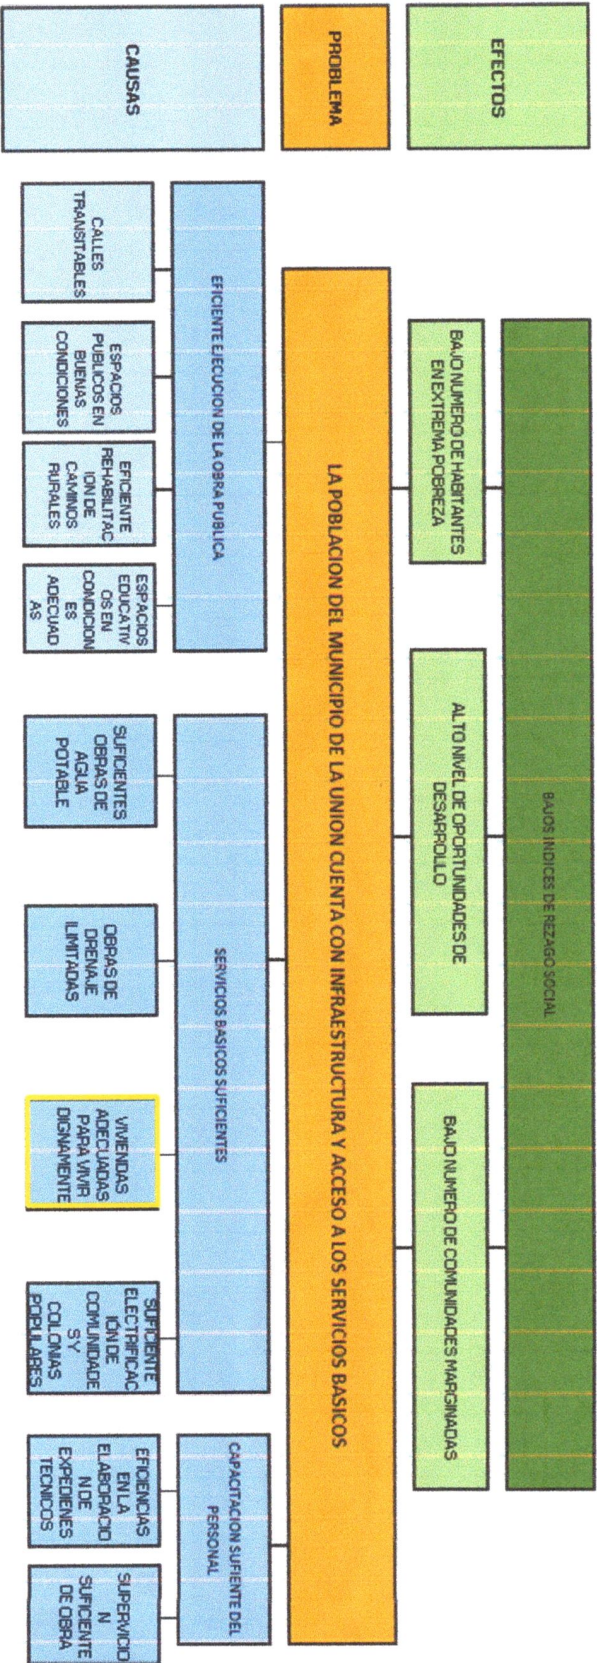 EFECTOS
BAJOS INDICES DE REZAGO SOCIAL
BAJO NUMERO DE HABITANTES
EN EXTREMA POBREZA
ALTO NIVEL DE OPORTUNIDADES DE
DESARROLLO
BAJO NUMERO DE COMUNIDADES MARGINADAS
PROBLEMA
LA POBLACION DEL MUNICIPIO DE LA UNION CUENTA CON INFRAESTRUCTURA Y ACCESO A LOS SERVICIOS BASICOS
CAUSAS
EFICIENTE EJECUCION DE LA OBRA PUBLICA
SERVICIOS BASICOS SUFICIENTES
CAPACITACION SUFIENTE DEL
PERSONAL
CALLES
TRANSITABLES
ESPACIOS
PUBLICOS EN
BUENAS
CONDICIONES
EFICIENTE
REHABILITAC
ION DE
CAMINOS
RURALES
ESPACIOS
EDUCATIV
OS EN
CONDICION
ES
ADECUAD
AS
SUFICIENTES
OBRAS DE
AGUA
POTABLE
OBRAS DE
DRENAJE
ILIMITADAS
VIVIENDAS
ADECUADAS
PARA VIVIR
DIGNAMENTE
SUFICIENTE
ELECTRIFICAC
IÓN DE
COMUNIDADE
S Y
COLONIAS
POPULARES
EFICIENCIAS
EN LA
ELABORACIO
N DE
EXPEDIENES
TECNICOS
SUPERVICIO
N
SUFICIENTE
DE OBRA